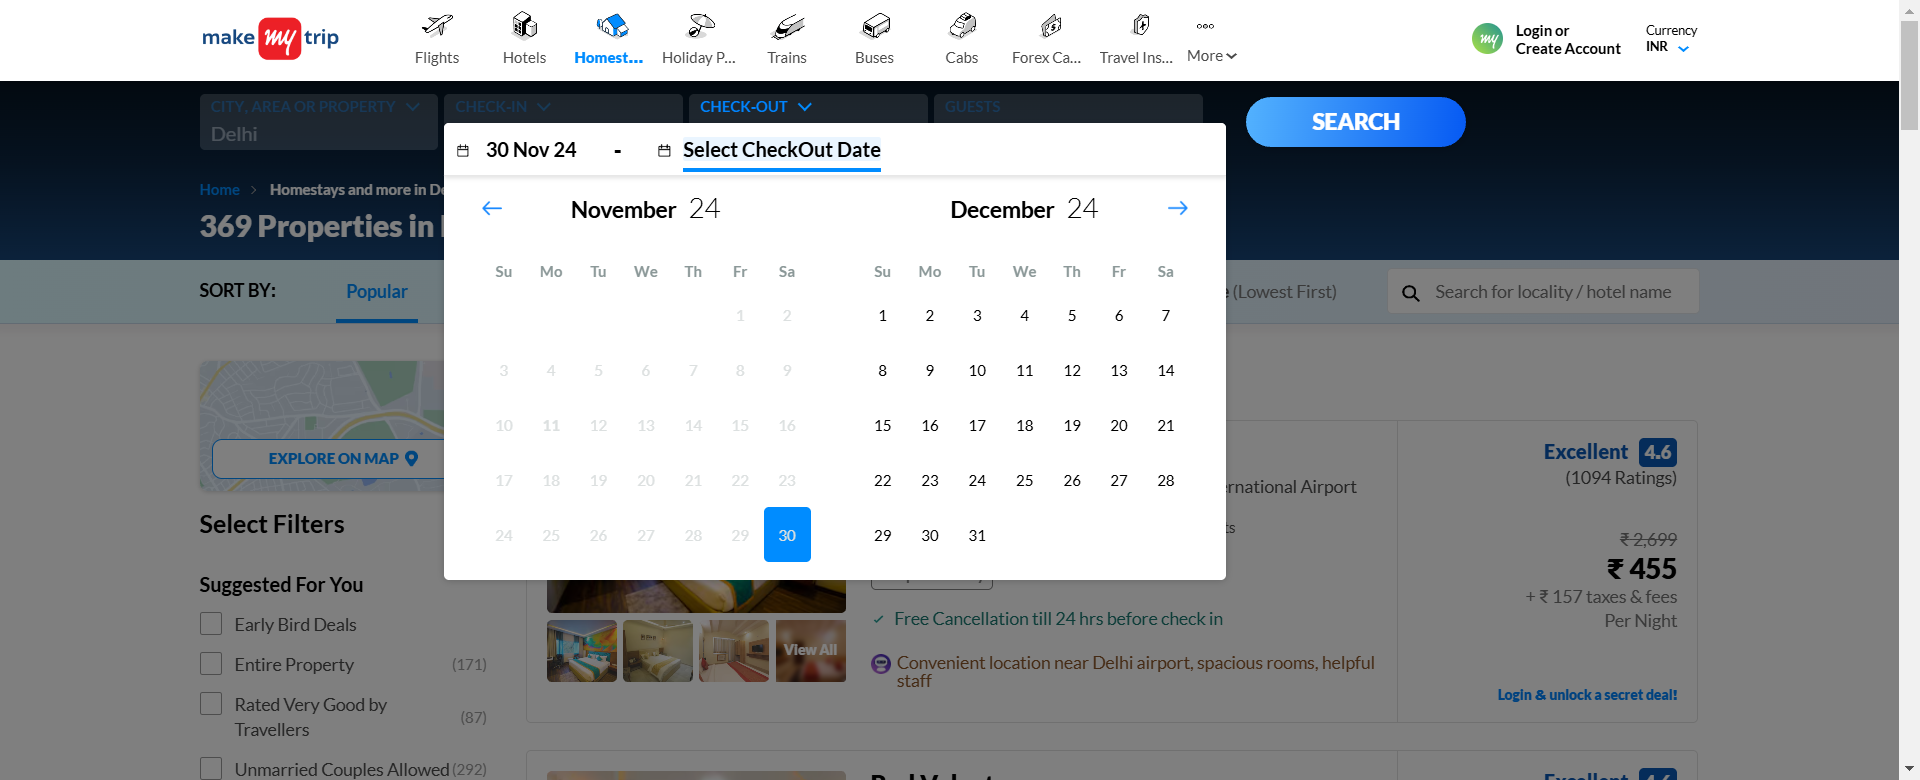 make my trip
Flights
Hotels
Homest...
Holiday P...
Trains
Buses
Cabs
Forex Ca...
Travel Ins...
More
my
Login or
Create Account
Currency
INR
CITY, AREA OR PROPERTY
Delhi
CHECK-IN
CHECK-OUT
GUESTS
SEARCH
30 Nov 24 - Select CheckOut Date
Home > Homestays and more in De
369 Properties in
November 24
Su Mo Tu We Th Fr Sa
1 2
3 4 5 6 7 8 9
10 11 12 13 14 15 16
17 18 19 20 21 22 23
24 25 26 27 28 29 30
December 24
Su Mo Tu We Th Fr Sa
1 2 3 4 5 6 7
8 9 10 11 12 13 14
15 16 17 18 19 20 21
22 23 24 25 26 27 28
29 30 31
SORT BY:
Popular
(Lowest First)
Search for locality / hotel name
EXPLORE ON MAP
Select Filters
Suggested For You
Early Bird Deals
Entire Property (171)
Rated Very Good by
Travellers (87)
Unmarried Couples Allowed (292)
View All
rnational Airport
ts
Free Cancellation till 24 hrs before check in
Convenient location near Delhi airport, spacious rooms, helpful
staff
Excellent 4.6
(1094 Ratings)
₹ 2,699
₹ 455
+ ₹ 157 taxes & fees
Per Night
Login & unlock a secret deal!
Excellent 4.6